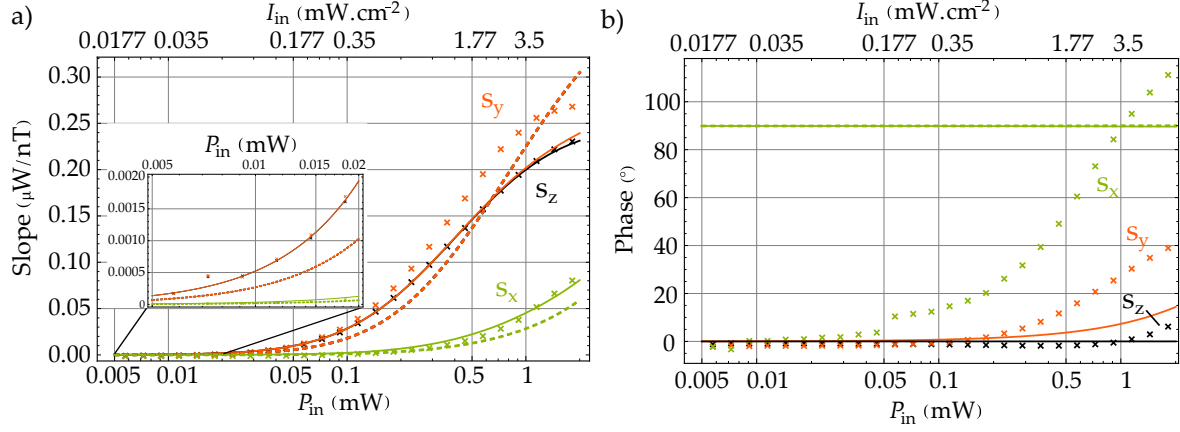 a)
I_in (mW.cm⁻²)
0.0177 0.035 0.177 0.35 1.77 3.5
Slope (μW/nT)
0.30
0.25
0.20
0.15
0.10
0.05
0.00
P_in (mW)
0.005 0.010 0.015 0.02
0.0020
0.0015
0.0010
0.0005
0
s_y
s_z
s_x
0.005 0.01 0.05 0.1 0.5 1
P_in (mW)
b)
I_in (mW.cm⁻²)
0.0177 0.035 0.177 0.35 1.77 3.5
Phase (°)
100
80
60
40
20
0
s_x
s_y
s_z
0.005 0.01 0.05 0.1 0.5 1
P_in (mW)